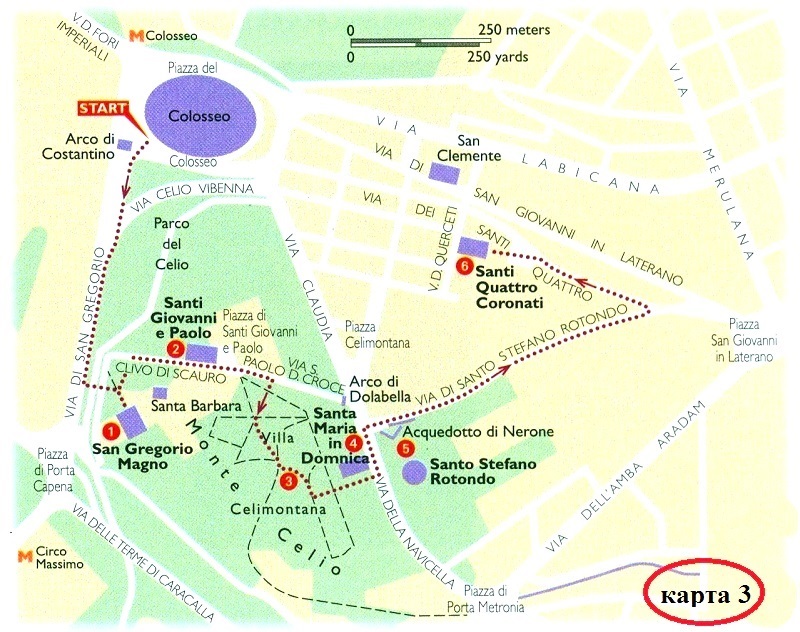 V.D. FORI
IMPERIALI
M Colosseo
0 250 meters
0 250 yards
Piazza del
Colosseo
Colosseo
START
Arco di
Costantino
VIA CELIO VIBENNA
Parco
del
Celio
VIA DI SAN GREGORIO
VIA CLAUDIA
VIA LABICANA
VIA MERULANA
San
Clemente
VIA DI SAN GIOVANNI IN LATERANO
VIA DEI SANTI QUATTRO
V.D. QUERCETI
6
Santi
Quattro
Coronati
Santi
Giovanni
e Paolo
2
Piazza di
Santi Giovanni
e Paolo
Piazza
Celimontana
Piazza
San Giovanni
in Laterano
CLIVO DI SCAURO
VIA S.
PAOLO D. CROCE
Arco di
Dolabella
VIA DI SANTO STEFANO ROTONDO
Santa Barbara
1
San Gregorio
Magno
Monte
Celio
Villa
3
Celimontana
Santa
Maria
in
Domnica
4
Acquedotto di Nerone
5
Santo Stefano
Rotondo
Piazza
di Porta
Capena
VIA DELLE TERME DI CARACALLA
M Circo
Massimo
VIA DELLA NAVICELLA
VIA DELL'AMBA ARADAM
Piazza di
Porta Metronia
карта 3